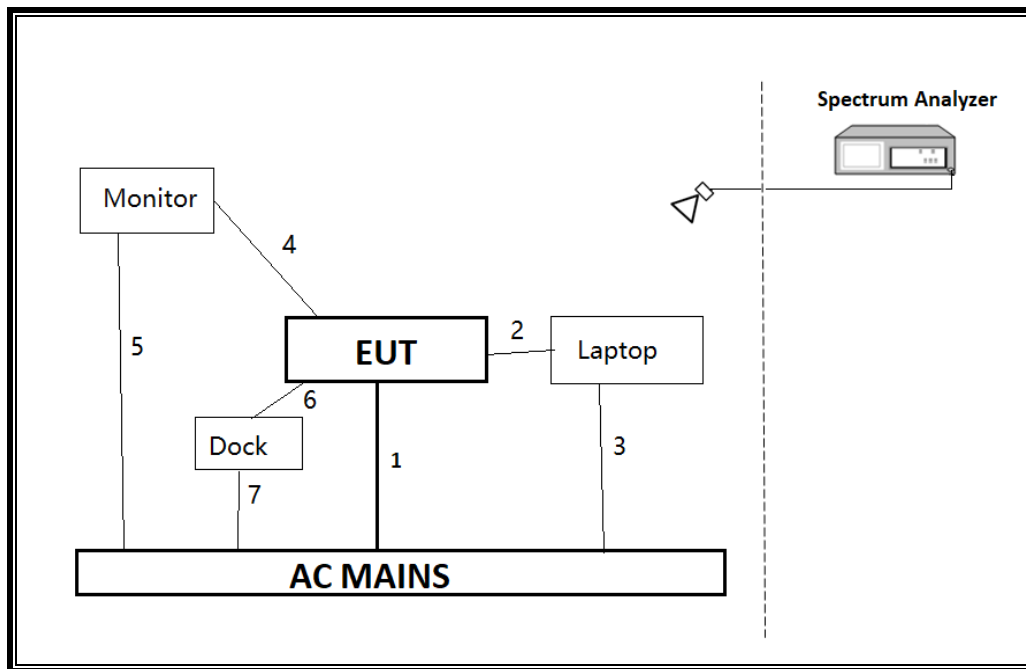 Spectrum Analyzer
Monitor
4
5
EUT
2
Laptop
6
Dock
1
3
7
AC MAINS